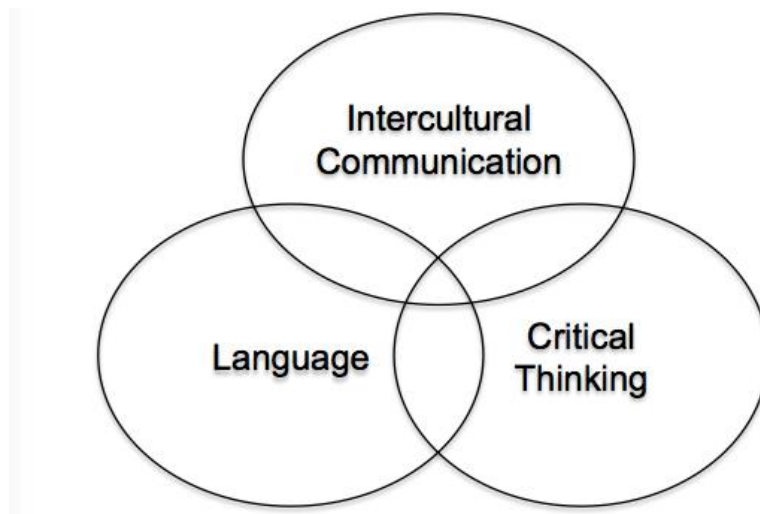 Intercultural
Communication
Language
Critical
Thinking